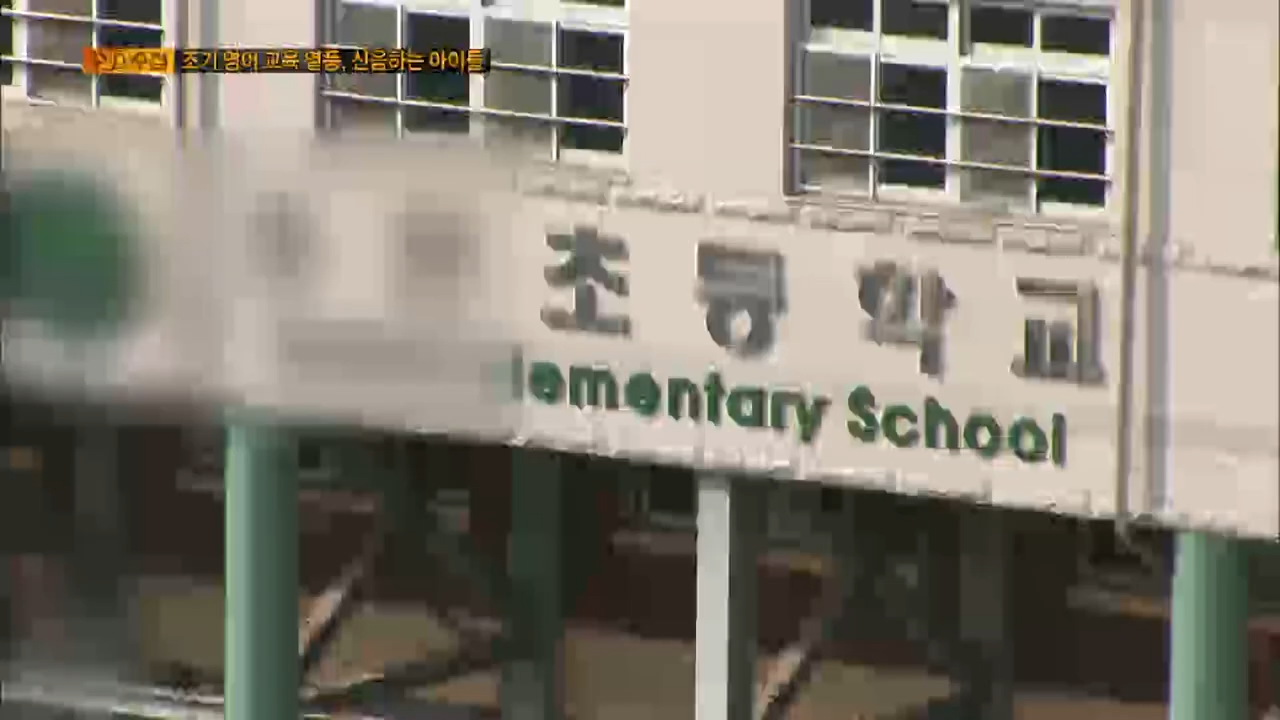 조기 영어 교육 열풍, 신음하는 아이들
초등학교
Elementary School